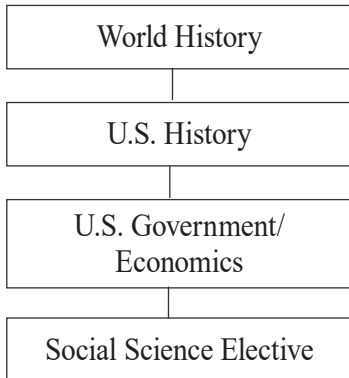 World History
U.S. History
U.S. Government/
Economics
Social Science Elective